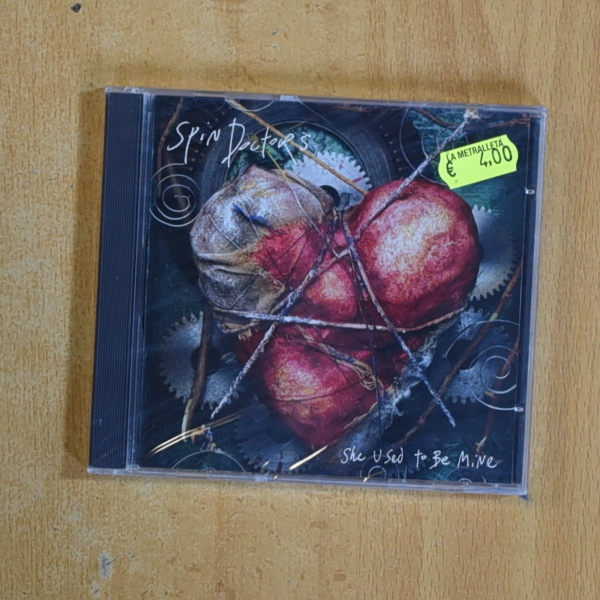 Spin Doctors
LA METRALLETA
€ 4,00
She Used to Be Mine